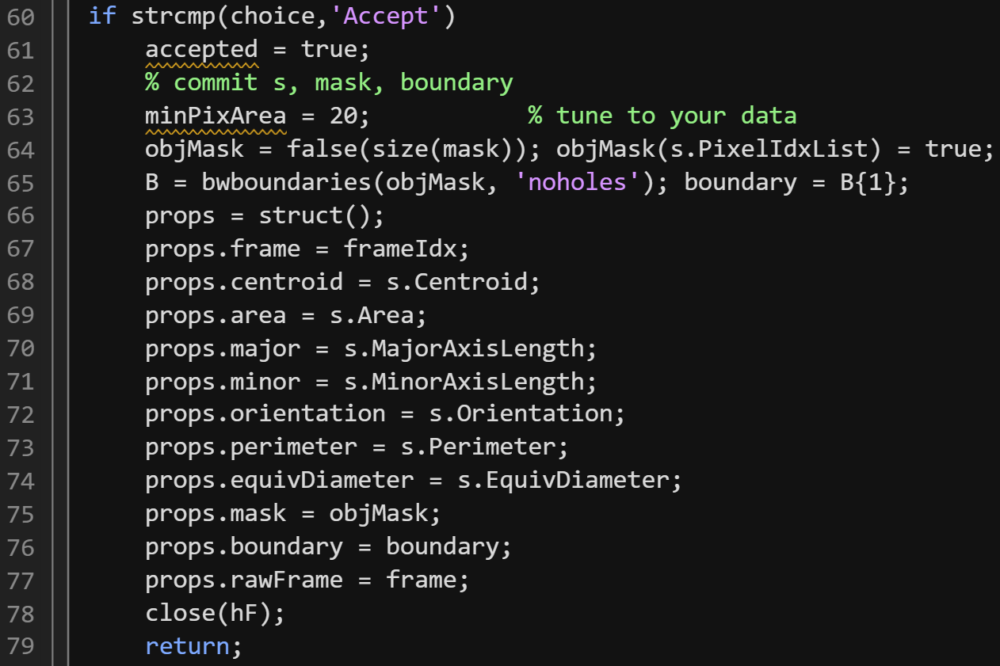 60 if strcmp(choice,'Accept')
61 accepted = true;
62 % commit s, mask, boundary
63 minPixArea = 20; % tune to your data
64 objMask = false(size(mask)); objMask(s.PixelIdxList) = true;
65 B = bwboundaries(objMask, 'noholes'); boundary = B{1};
66 props = struct();
67 props.frame = frameIdx;
68 props.centroid = s.Centroid;
69 props.area = s.Area;
70 props.major = s.MajorAxisLength;
71 props.minor = s.MinorAxisLength;
72 props.orientation = s.Orientation;
73 props.perimeter = s.Perimeter;
74 props.equivDiameter = s.EquivDiameter;
75 props.mask = objMask;
76 props.boundary = boundary;
77 props.rawFrame = frame;
78 close(hF);
79 return;